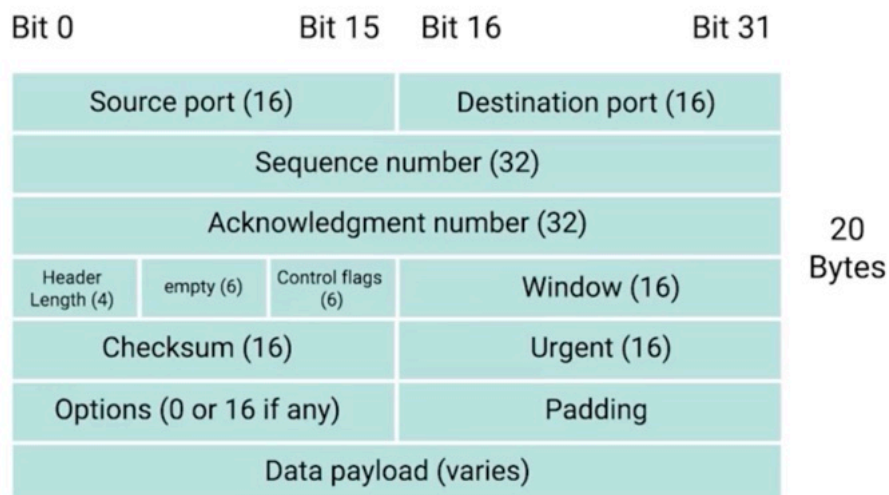 Bit 0 Bit 15 Bit 16 Bit 31
Source port (16) Destination port (16)
Sequence number (32)
Acknowledgment number (32)
Header
Length (4)
empty (6)
Control flags
(6)
Window (16)
20
Bytes
Checksum (16) Urgent (16)
Options (0 or 16 if any) Padding
Data payload (varies)